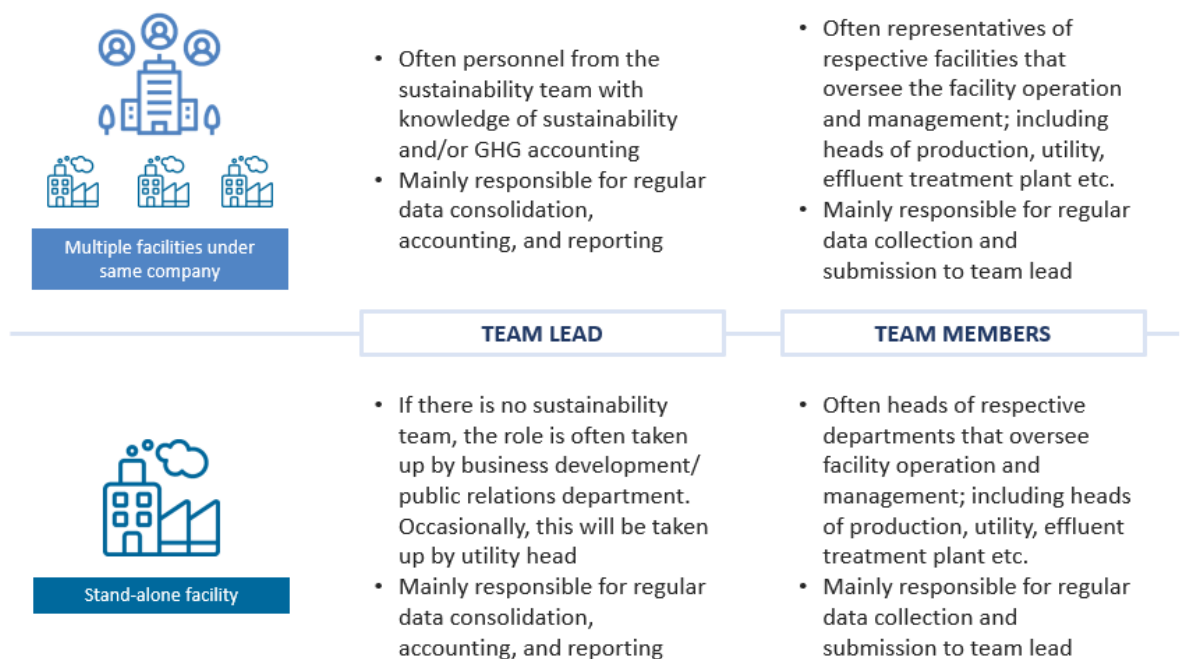 • Often personnel from the
sustainability team with
knowledge of sustainability
and/or GHG accounting
• Mainly responsible for regular
data consolidation,
accounting, and reporting
• Often representatives of
respective facilities that
oversee the facility operation
and management; including
heads of production, utility,
effluent treatment plant etc.
• Mainly responsible for regular
data collection and
submission to team lead
Multiple facilities under
same company
TEAM LEAD
TEAM MEMBERS
• If there is no sustainability
team, the role is often taken
up by business development/
public relations department.
Occasionally, this will be taken
up by utility head
• Mainly responsible for regular
data consolidation,
accounting, and reporting
• Often heads of respective
departments that oversee
facility operation and
management; including heads
of production, utility, effluent
treatment plant etc.
• Mainly responsible for regular
data collection and
submission to team lead
Stand-alone facility